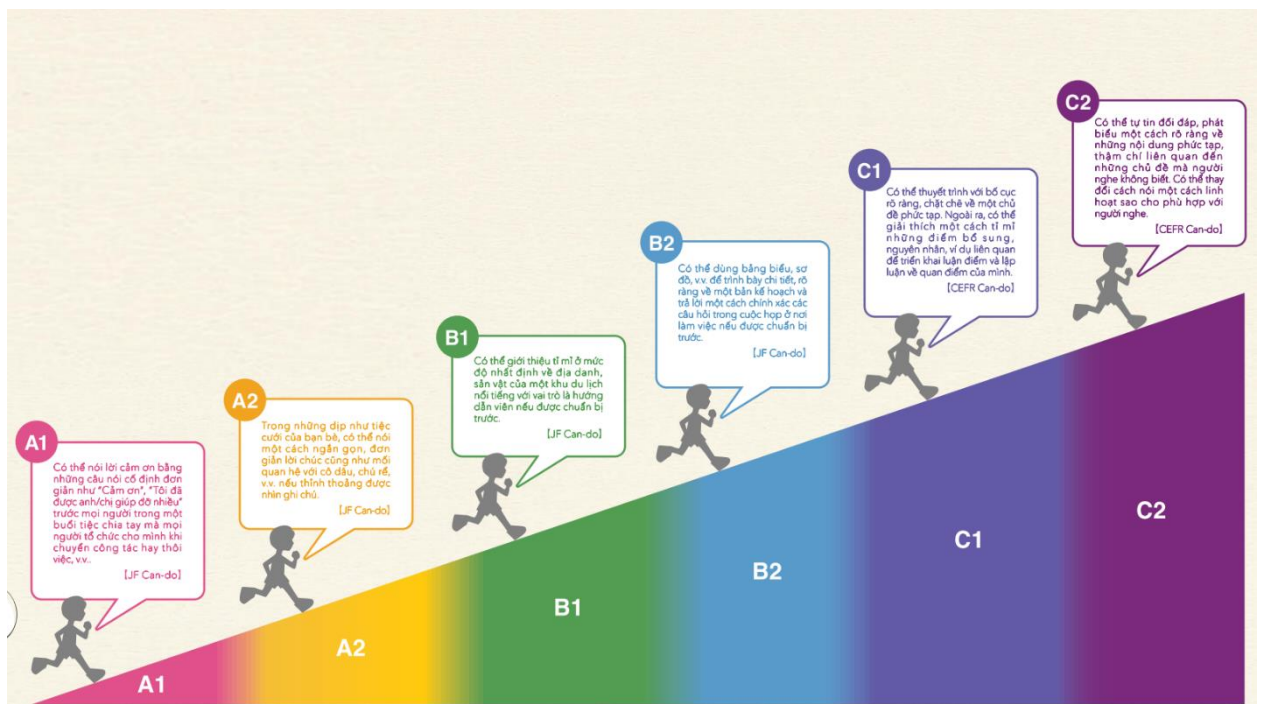 A1
Có thể nói lời cảm ơn bằng
những câu nói cố định đơn
giản như "Cảm ơn", "Tôi đã
được anh/chị giúp đỡ nhiều"
trước mọi người trong một
buổi tiệc chia tay mà mọi
người tổ chức cho mình khi
chuyển công tác hay thôi
việc, v.v..
【JF Can-do】
A2
Trong những dịp như tiệc
cưới của bạn bè, có thể nói
một cách ngắn gọn, đơn
giản lời chúc cũng như mối
quan hệ với cô dâu, chú rể,
v.v. nếu thỉnh thoảng được
nhìn ghi chú.
【JF Can-do】
B1
Có thể giới thiệu tỉ mỉ ở mức
độ nhất định về địa danh,
sản vật của một khu du lịch
nổi tiếng với vai trò là hướng
dẫn viên nếu được chuẩn bị
trước.
【JF Can-do】
B2
Có thể dùng bảng biểu, sơ
đồ, v.v. để trình bày chi tiết, rõ
ràng về một bản kế hoạch và
trả lời một cách chính xác các
câu hỏi trong cuộc họp ở nơi
làm việc nếu được chuẩn bị
trước.
【JF Can-do】
C1
Có thể thuyết trình với bố cục
rõ ràng, chặt chẽ về một chủ
đề phức tạp. Ngoài ra, có thể
giải thích một cách tỉ mỉ
những điểm bổ sung,
nguyên nhân, ví dụ liên quan
để triển khai luận điểm và lập
luận về quan điểm của mình.
【CEFR Can-do】
C2
Có thể tự tin đối đáp, phát
biểu một cách rõ ràng về
những nội dung phức tạp,
thậm chí liên quan đến
những chủ đề mà người
nghe không biết. Có thể thay
đổi cách nói một cách linh
hoạt sao cho phù hợp với
người nghe.
【CEFR Can-do】
A1
A2
B1
B2
C1
C2